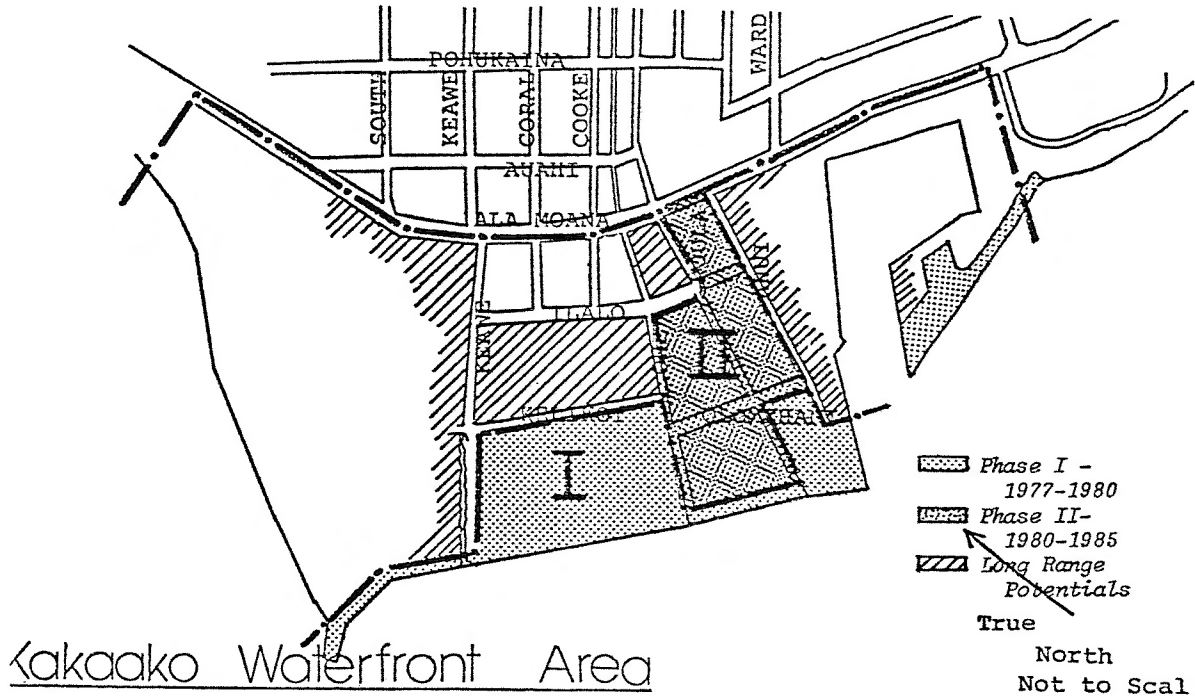 POHUKAINA
WARD
SOUTH
KEAWE
CORAL
COOKE
AUAHI
ALA MOANA
ILALO
I
II
Phase I -
1977-1980
Phase II-
1980-1985
Long Range
Potentials
True
North
Not to Scal
Kakaako Waterfront Area